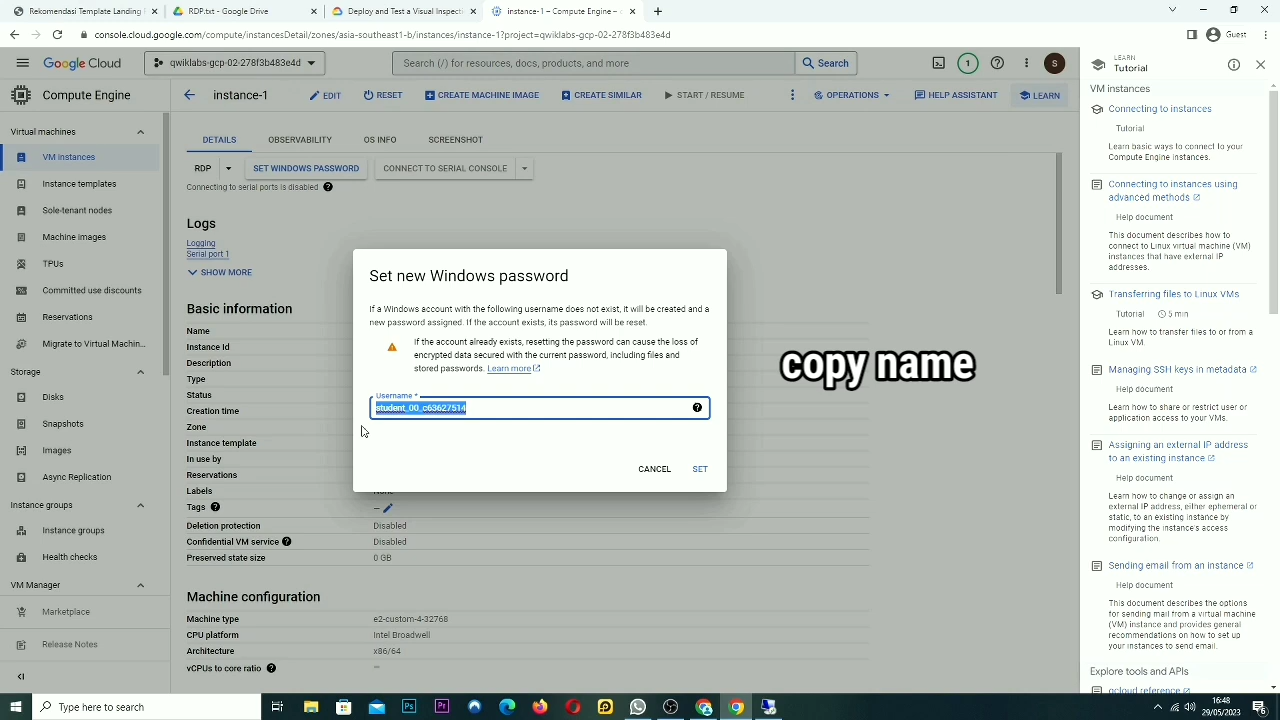 Rekomendasi Template Landing
RDP.txt - Google Drive
Deploy and Test a Visual Inspecti
instance-1 – Compute Engine –
console.cloud.google.com/compute/instancesDetail/zones/asia-southeast1-b/instances/instance-1?project=qwiklabs-gcp-02-278f3b483e4d
Guest
Google Cloud
qwiklabs-gcp-02-278f3b483e4d
Search (/) for resources, docs, products, and more
Search
1
S
LEARN
Tutorial
Compute Engine
instance-1
EDIT
RESET
CREATE MACHINE IMAGE
CREATE SIMILAR
START / RESUME
OPERATIONS
HELP ASSISTANT
LEARN
Virtual machines
VM instances
Instance templates
Sole-tenant nodes
Machine images
TPUs
Committed use discounts
Reservations
Migrate to Virtual Machin...
Storage
Disks
Snapshots
Images
Async Replication
Instance groups
Instance groups
Health checks
VM Manager
Marketplace
Release Notes
DETAILS
OBSERVABILITY
OS INFO
SCREENSHOT
RDP
SET WINDOWS PASSWORD
CONNECT TO SERIAL CONSOLE
Connecting to serial ports is disabled
Logs
Logging
Serial port 1
SHOW MORE
Basic information
Name
Instance Id
Description
Type
Status
Creation time
Zone
Instance template
In use by
Reservations
Labels
None
Tags
—
Deletion protection
Disabled
Confidential VM service
Disabled
Preserved state size
0 GB
Machine configuration
Machine type
e2-custom-4-32768
CPU platform
Intel Broadwell
Architecture
x86/64
vCPUs to core ratio
—
Set new Windows password
If a Windows account with the following username does not exist, it will be created and a
new password assigned. If the account exists, its password will be reset.
If the account already exists, resetting the password can cause the loss of
encrypted data secured with the current password, including files and
stored passwords. Learn more
Username *
student_00_c63627514
CANCEL
SET
copy name
VM instances
Connecting to instances
Tutorial
Learn basic ways to connect to your
Compute Engine instances.
Connecting to instances using
advanced methods
Help document
This document describes how to
connect to Linux virtual machine (VM)
instances that have external IP
addresses.
Transferring files to Linux VMs
Tutorial 5 min
Learn how to transfer files to or from a
Linux VM.
Managing SSH keys in metadata
Help document
Learn how to share or restrict user or
application access to your VMs.
Assigning an external IP address
to an existing instance
Help document
Learn how to change or assign an
external IP address, either ephemeral or
static, to an existing instance by
modifying the instance's access
configuration.
Sending email from an instance
Help document
This document describes the options
for sending mail from a virtual machine
(VM) instance and provides general
recommendations on how to set up
your instances to send email.
Explore tools and APIs
gcloud reference
Type here to search
Ps
Pr
16:48
29/05/2023